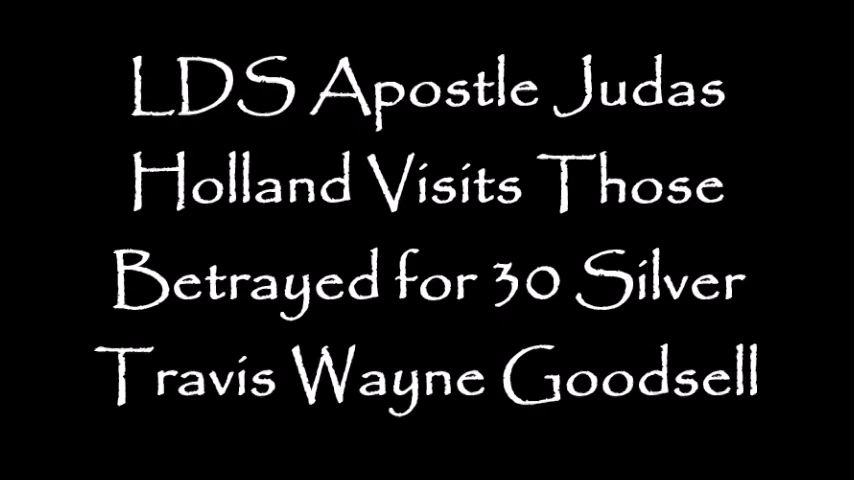 LDS Apostle Judas
Holland Visits Those
Betrayed for 30 Silver
Travis Wayne Goodsell